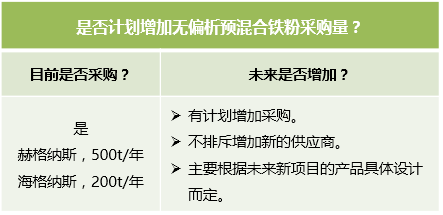 是否计划增加无偏析预混合铁粉采购量？
目前是否采购？
未来是否增加？
是
赫格纳斯，500t/年
海格纳斯，200t/年
➢ 有计划增加采购。
➢ 不排斥增加新的供应商。
➢ 主要根据未来新项目的产品具体设计
而定。